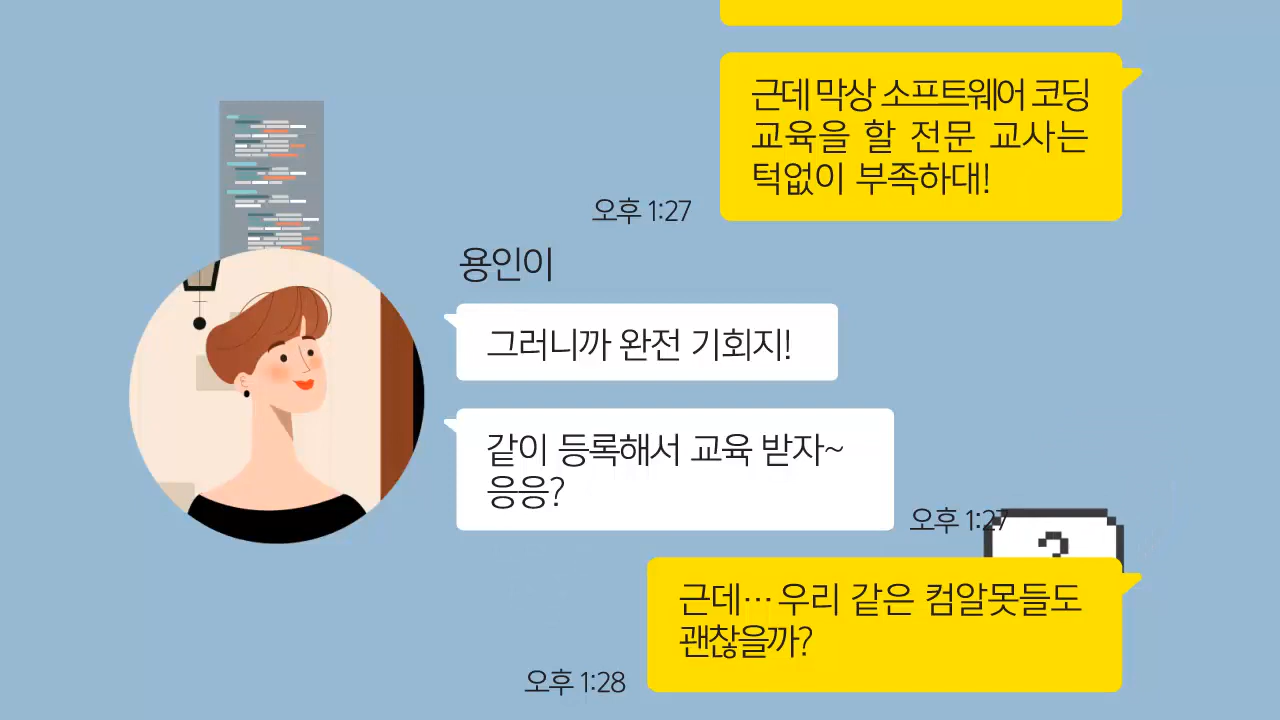 근데 막상 소프트웨어 코딩
교육을 할 전문 교사는
턱없이 부족하대!
오후 1:27
용인이
그러니까 완전 기회지!
같이 등록해서 교육 받자~
응응?
오후 1:27
?
근데… 우리 같은 컴알못들도
괜찮을까?
오후 1:28